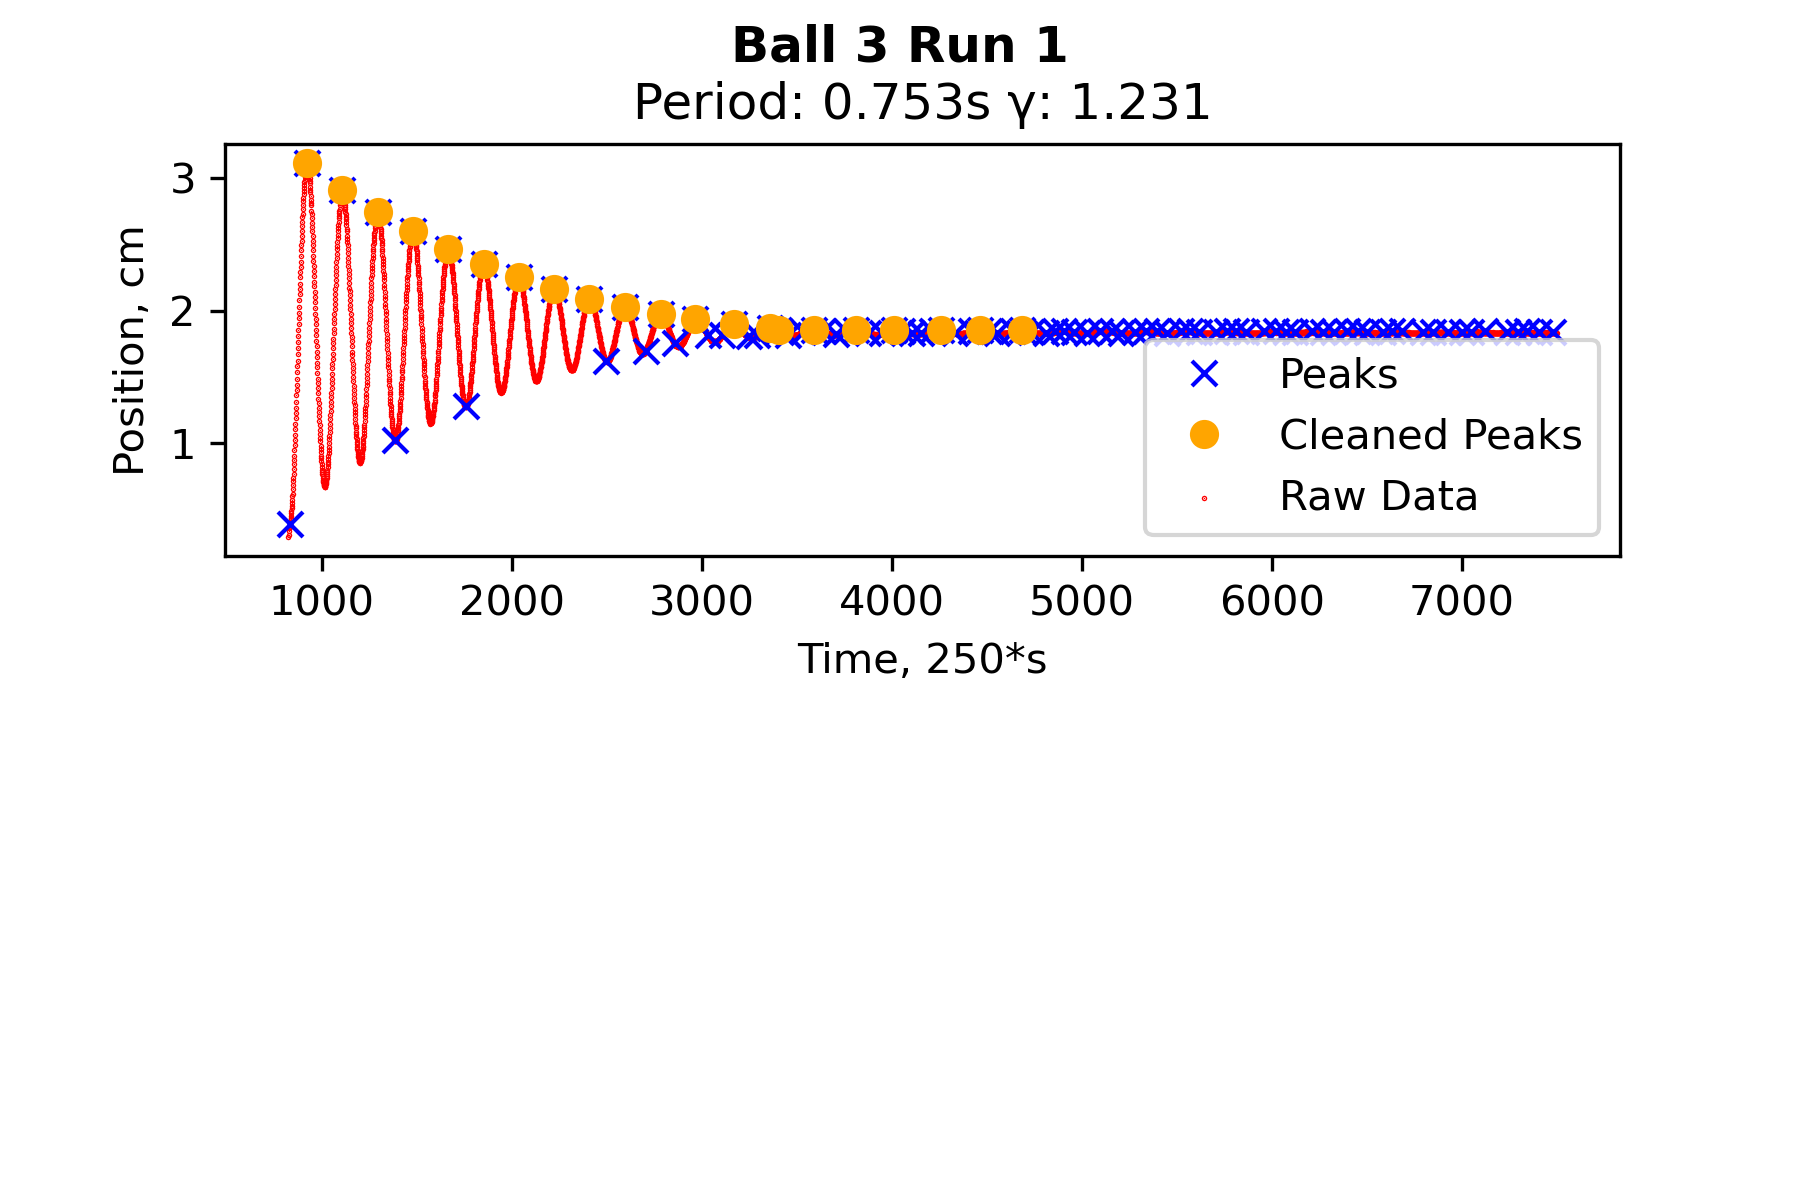 Ball 3 Run 1
Period: 0.753s γ: 1.231
Position, cm
3
2
1
1000 2000 3000 4000 5000 6000 7000
Time, 250*s
Peaks
Cleaned Peaks
Raw Data